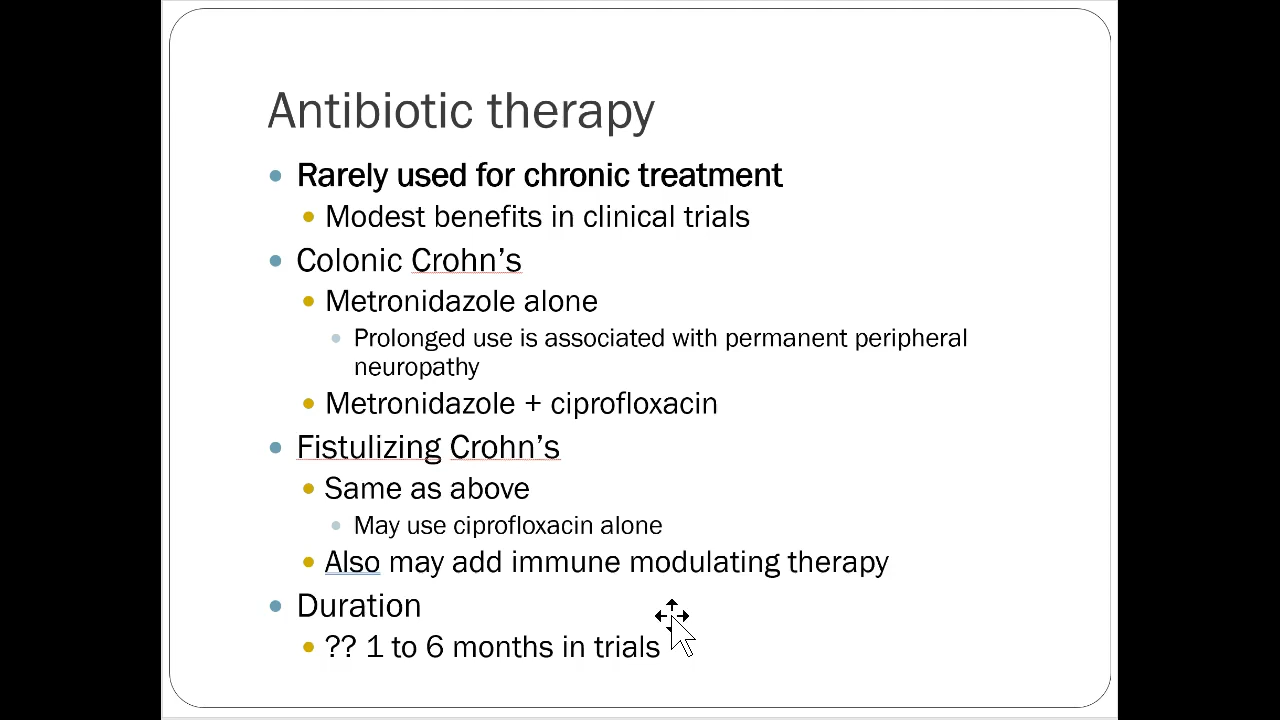 Antibiotic therapy
Rarely used for chronic treatment
Modest benefits in clinical trials
Colonic Crohn’s
Metronidazole alone
Prolonged use is associated with permanent peripheral
neuropathy
Metronidazole + ciprofloxacin
Fistulizing Crohn’s
Same as above
May use ciprofloxacin alone
Also may add immune modulating therapy
Duration
?? 1 to 6 months in trials